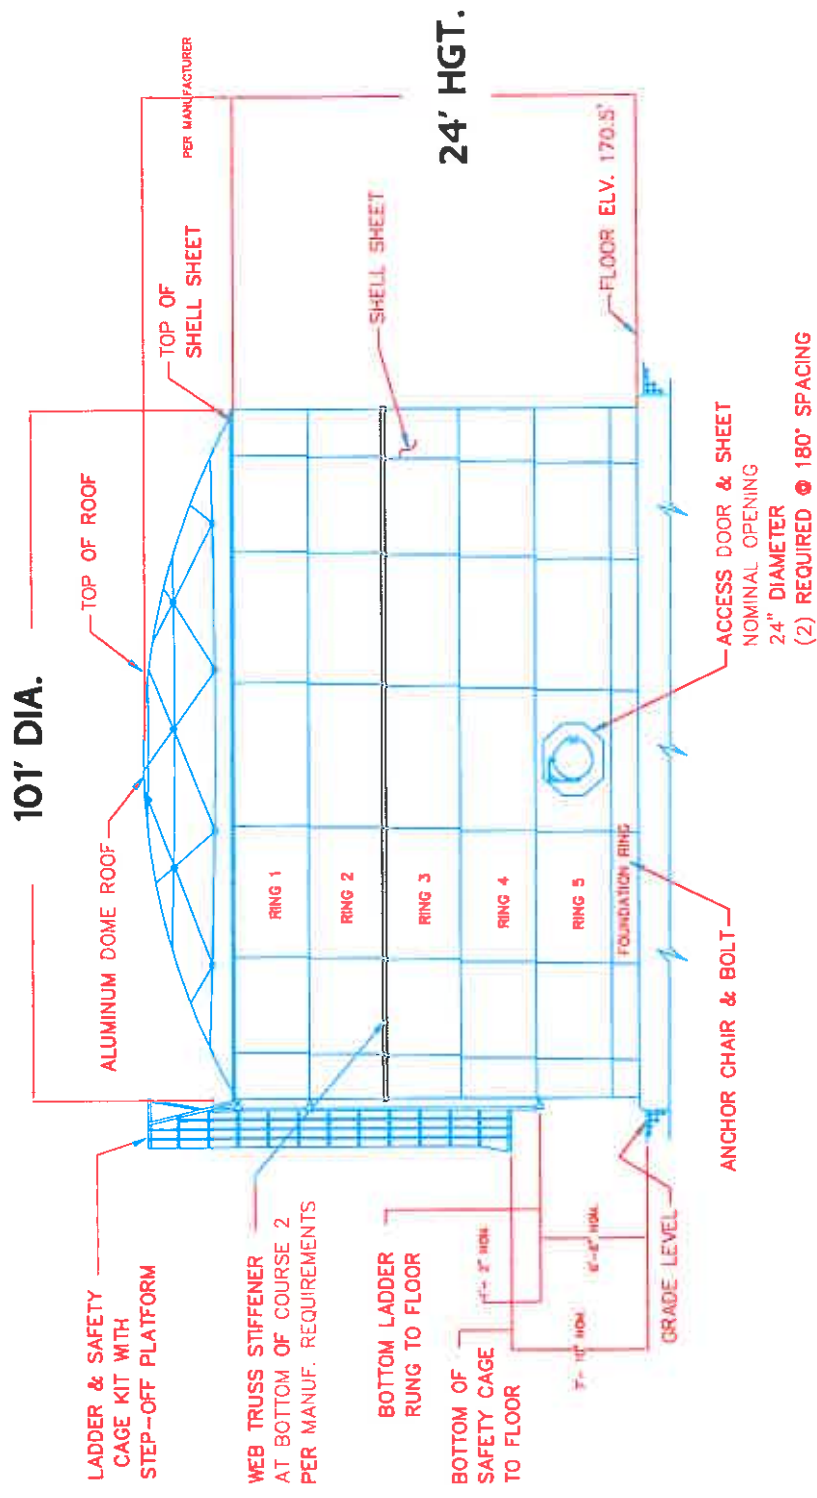 101' DIA.
24' HGT.
PER MANUFACTURER
TOP OF
SHELL SHEET
TOP OF ROOF
ALUMINUM DOME ROOF
LADDER & SAFETY
CAGE KIT WITH
STEP-OFF PLATFORM
SHELL SHEET
WEB TRUSS STIFFENER
AT BOTTOM OF COURSE 2
PER MANUF. REQUIREMENTS
RING 1
RING 2
RING 3
RING 4
RING 5
FOUNDATION RING
FLOOR ELV. 170.5'
BOTTOM LADDER
RUNG TO FLOOR
BOTTOM OF
SAFETY CAGE
TO FLOOR
GRADE LEVEL
ANCHOR CHAIR & BOLT
ACCESS DOOR & SHEET
NOMINAL OPENING
24" DIAMETER
(2) REQUIRED @ 180° SPACING